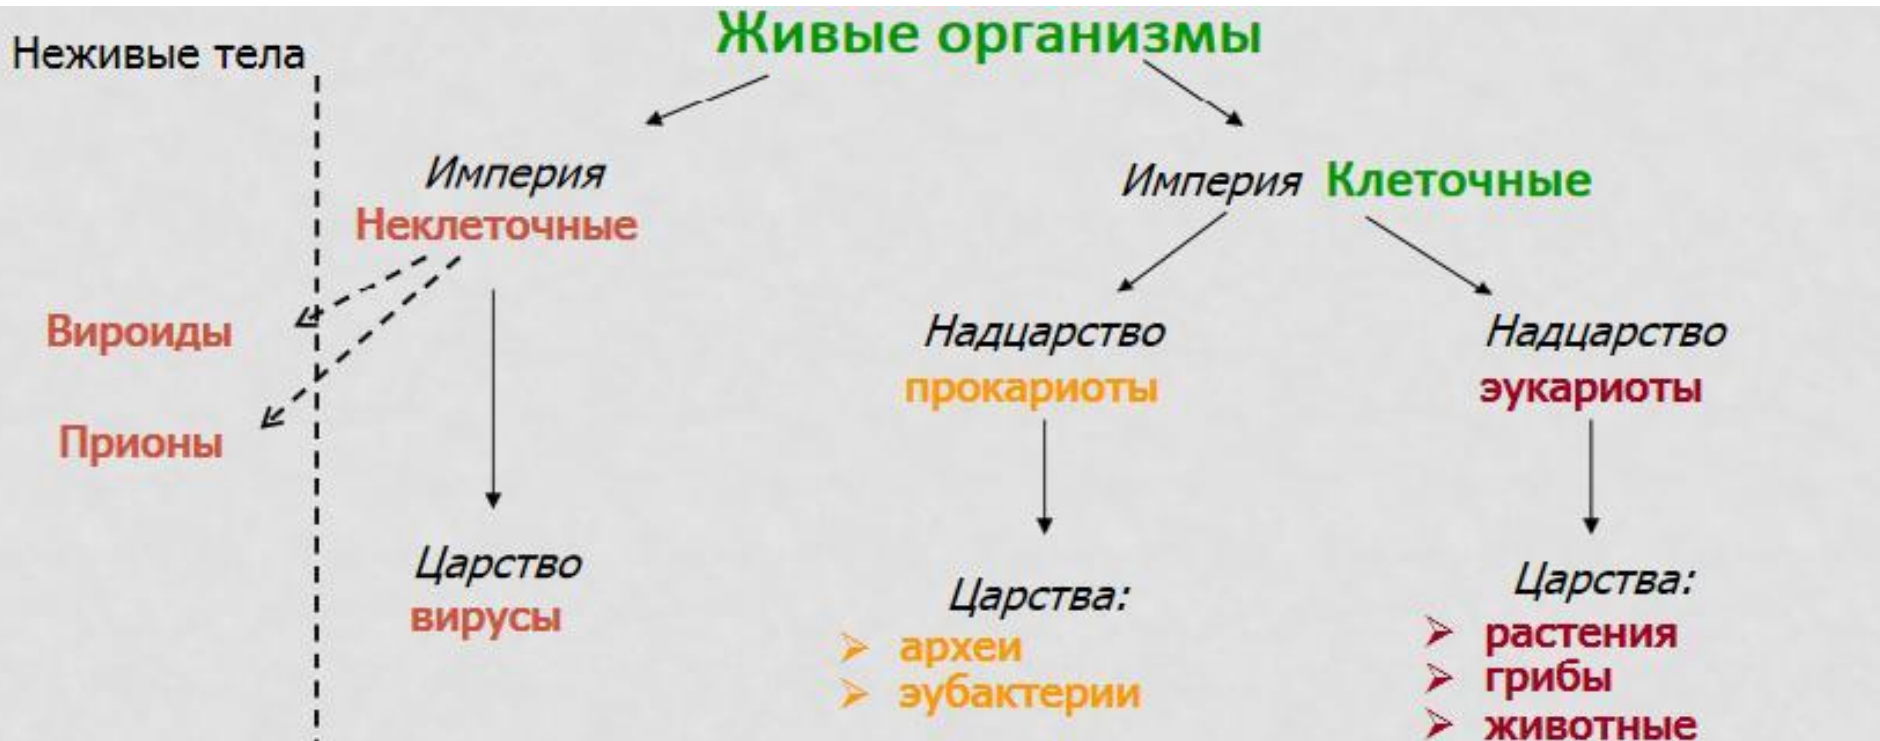 Живые организмы
Неживые тела
Империя
Неклеточные
Империя Клеточные
Вироиды
Прионы
Надцарство
прокариоты
Надцарство
эукариоты
Царство
вирусы
Царства:
археи
эубактерии
Царства:
растения
грибы
животные